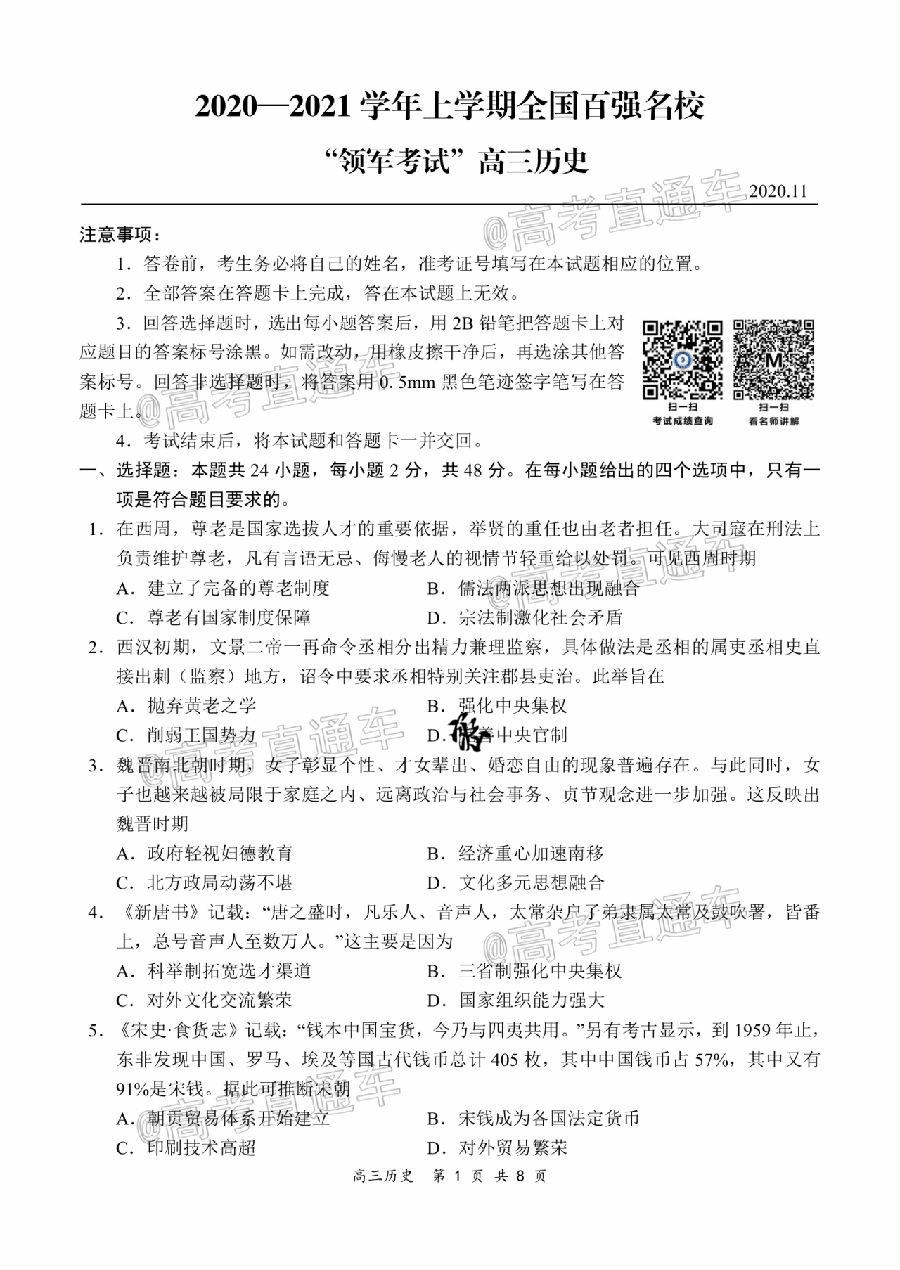 2020—2021 学年上学期全国百强名校
“领军考试”高三历史
2020.11
@高考直通车
注意事项：
1．答卷前，考生务必将自己的姓名，准考证号填写在本试题相应的位置。
2．全部答案在答题卡上完成，答在本试题上无效。
3．回答选择题时，选出每小题答案后，用 2B 铅笔把答题卡上对
应题目的答案标号涂黑。如需改动，用橡皮擦干净后，再选涂其他答
案标号。回答非选择题时，将答案用 0.5mm 黑色笔迹签字笔写在答
题卡上。
@高考直通车
4．考试结束后，将本试题和答题卡一并交回。
扫一扫
考试成绩查询
M
扫一扫
看名师讲解
一、选择题：本题共 24 小题，每小题 2 分，共 48 分。在每小题给出的四个选项中，只有一
项是符合题目要求的。
1．在西周，尊老是国家选拔人才的重要依据，举贤的重任也由老者担任。大司寇在刑法上
负责维护尊老，凡有言语无忌、侮慢老人的视情节轻重给以处罚。可见西周时期
@高考直通车
A．建立了完备的尊老制度 B．儒法两派思想出现融合
C．尊老有国家制度保障 D．宗法制激化社会矛盾
2．西汉初期，文景二帝一再命令丞相分出精力兼理监察，具体做法是丞相的属吏丞相史直
接出刺（监察）地方，诏令中要求丞相特别关注郡县吏治。此举旨在
A．抛弃黄老之学 B．强化中央集权
C．削弱王国势力 D．善中央官制
@高考直通车
3．魏晋南北朝时期，女子彰显个性、才女辈出、婚恋自由的现象普遍存在。与此同时，女
子也越来越被局限于家庭之内、远离政治与社会事务、贞节观念进一步加强。这反映出
魏晋时期
A．政府轻视妇德教育 B．经济重心加速南移
C．北方政局动荡不堪 D．文化多元思想融合
4．《新唐书》记载：“唐之盛时，凡乐人、音声人，太常杂户子弟隶属太常及鼓吹署，皆番
上，总号音声人至数万人。”这主要是因为
@高考直通车
A．科举制拓宽选才渠道 B．三省制强化中央集权
C．对外文化交流繁荣 D．国家组织能力强大
5．《宋史·食货志》记载：“钱本中国宝货，今乃与四夷共用。”另有考古显示，到 1959 年止，
东非发现中国、罗马、埃及等国古代钱币总计 405 枚，其中中国钱币占 57%，其中又有
91%是宋钱。据此可推断宋朝
@高考直通车
A．朝贡贸易体系开始建立 B．宋钱成为各国法定货币
C．印刷技术高超 D．对外贸易繁荣
高三历史 第 1 页 共 8 页